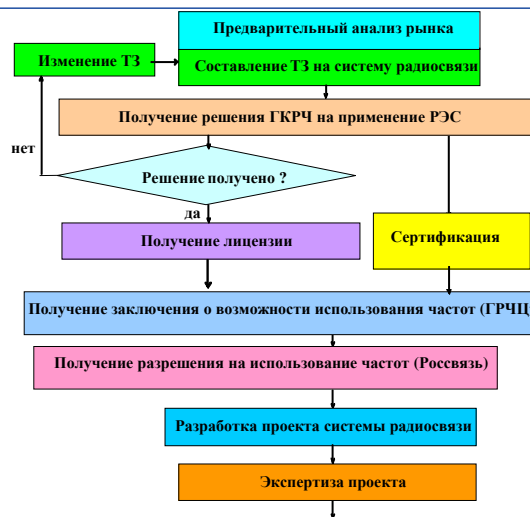 Предварительный анализ рынка
Изменение ТЗ
Составление ТЗ на систему радиосвязи
Получение решения ГКРЧ на применение РЭС
нет
Решение получено ?
да
Получение лицензии
Сертификация
Получение заключения о возможности использования частот (ГРЧЦ
Получение разрешения на использование частот (Россвязь)
Разработка проекта системы радиосвязи
Экспертиза проекта